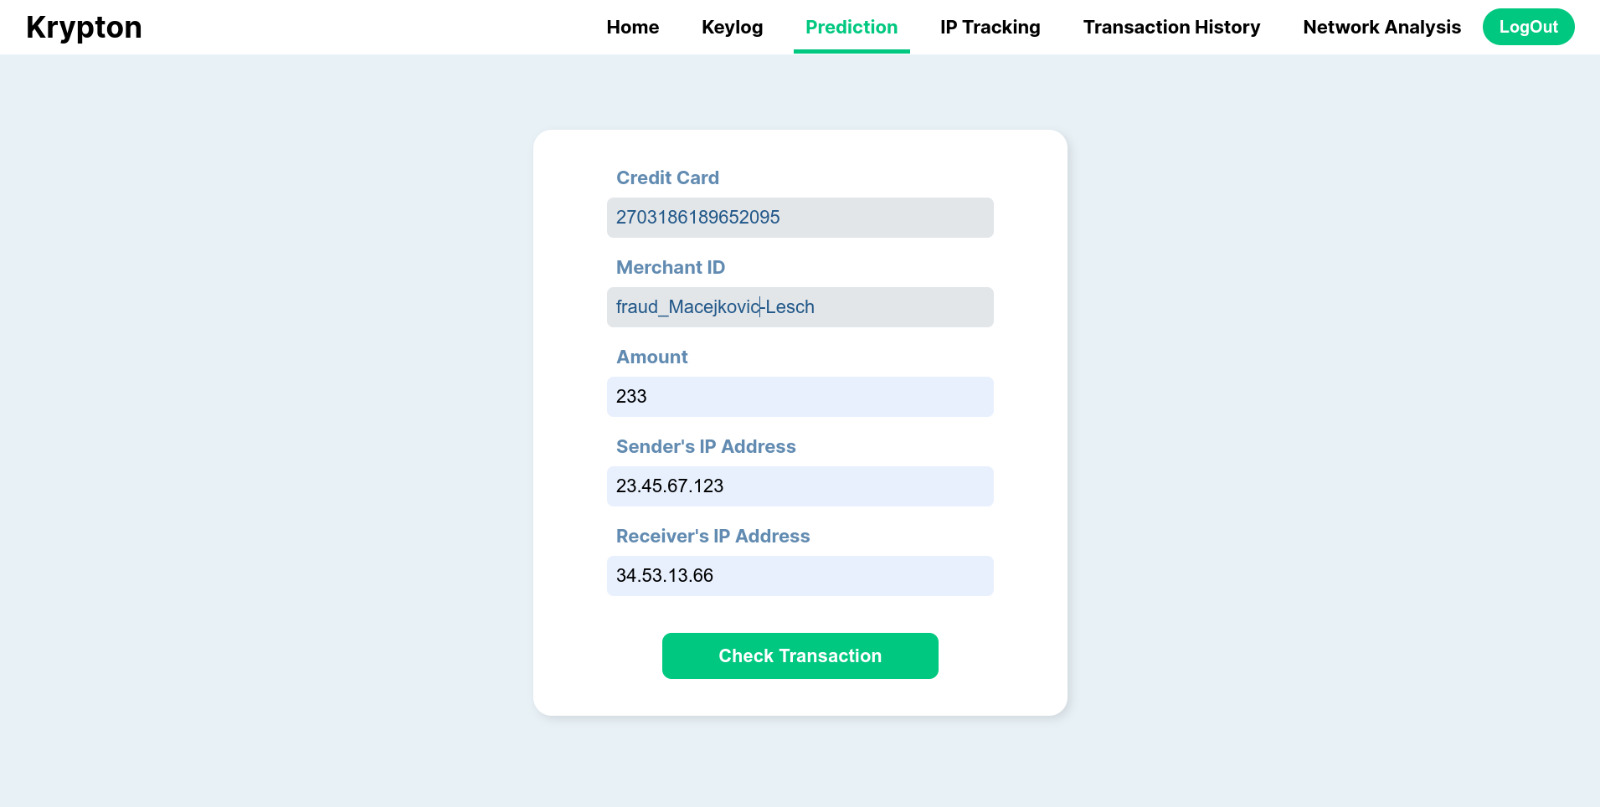 Krypton
Home Keylog Prediction IP Tracking Transaction History Network Analysis LogOut
Credit Card
2703186189652095
Merchant ID
fraud_Macejkovic-Lesch
Amount
233
Sender's IP Address
23.45.67.123
Receiver's IP Address
34.53.13.66
Check Transaction